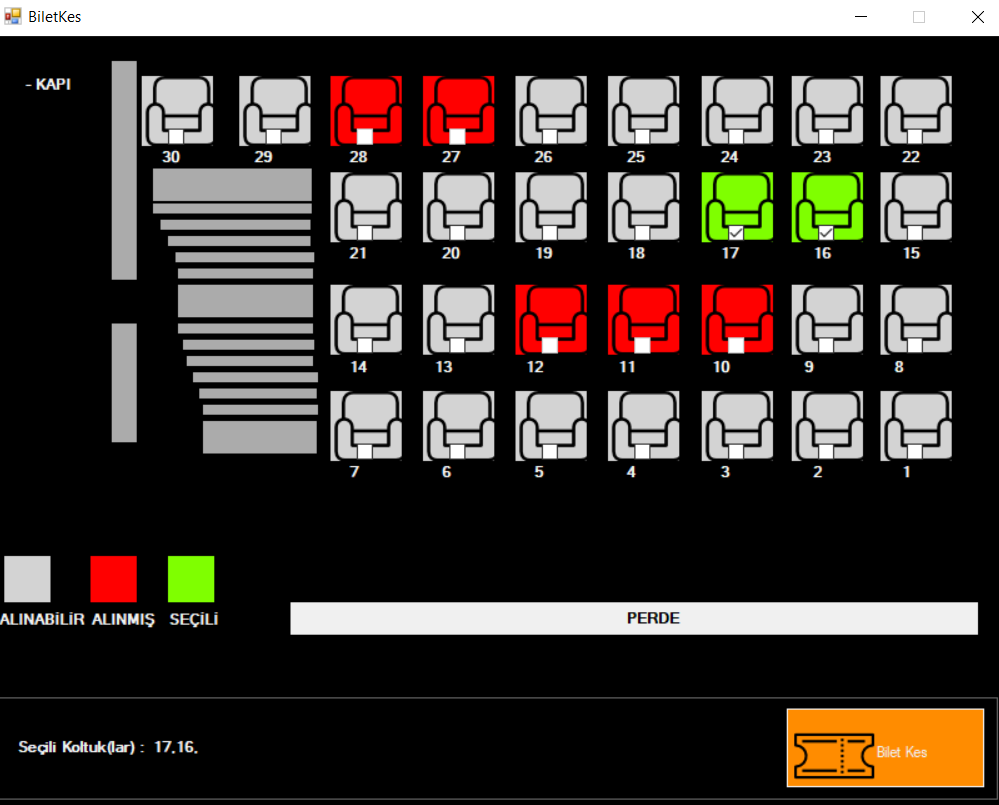 BiletKes
- KAPI
30 29 28 27 26 25 24 23 22
21 20 19 18 17 16 15
14 13 12 11 10 9 8
7 6 5 4 3 2 1
ALINABİLİR ALINMIŞ SEÇİLİ
PERDE
Seçili Koltuk(lar) : 17,16,
Bilet Kes